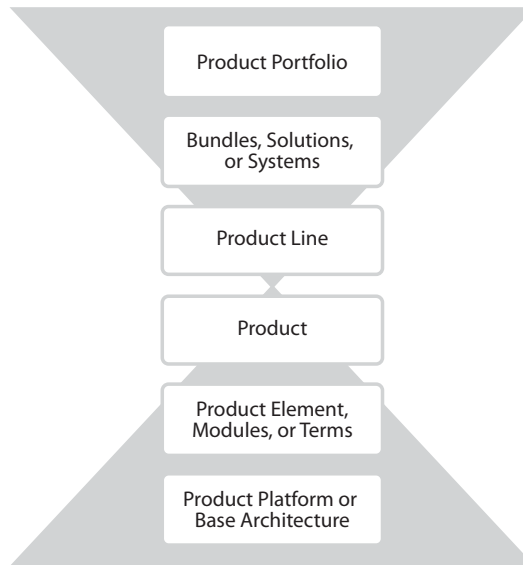 Product Portfolio
Bundles, Solutions,
or Systems
Product Line
Product
Product Element,
Modules, or Terms
Product Platform or
Base Architecture